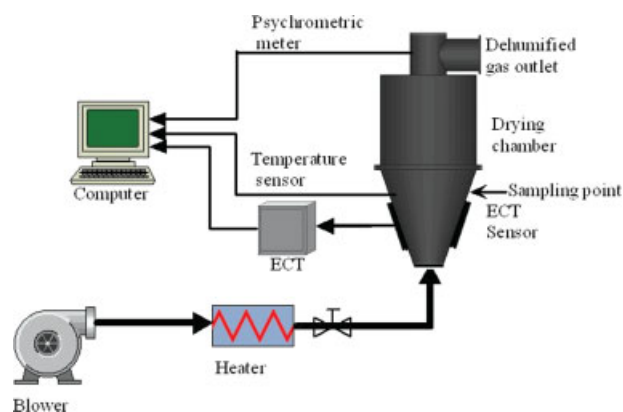 Psychrometric
meter
Dehumified
gas outlet
Drying
chamber
Temperature
sensor
Computer
Sampling point
ECT
Sensor
ECT
Heater
Blower